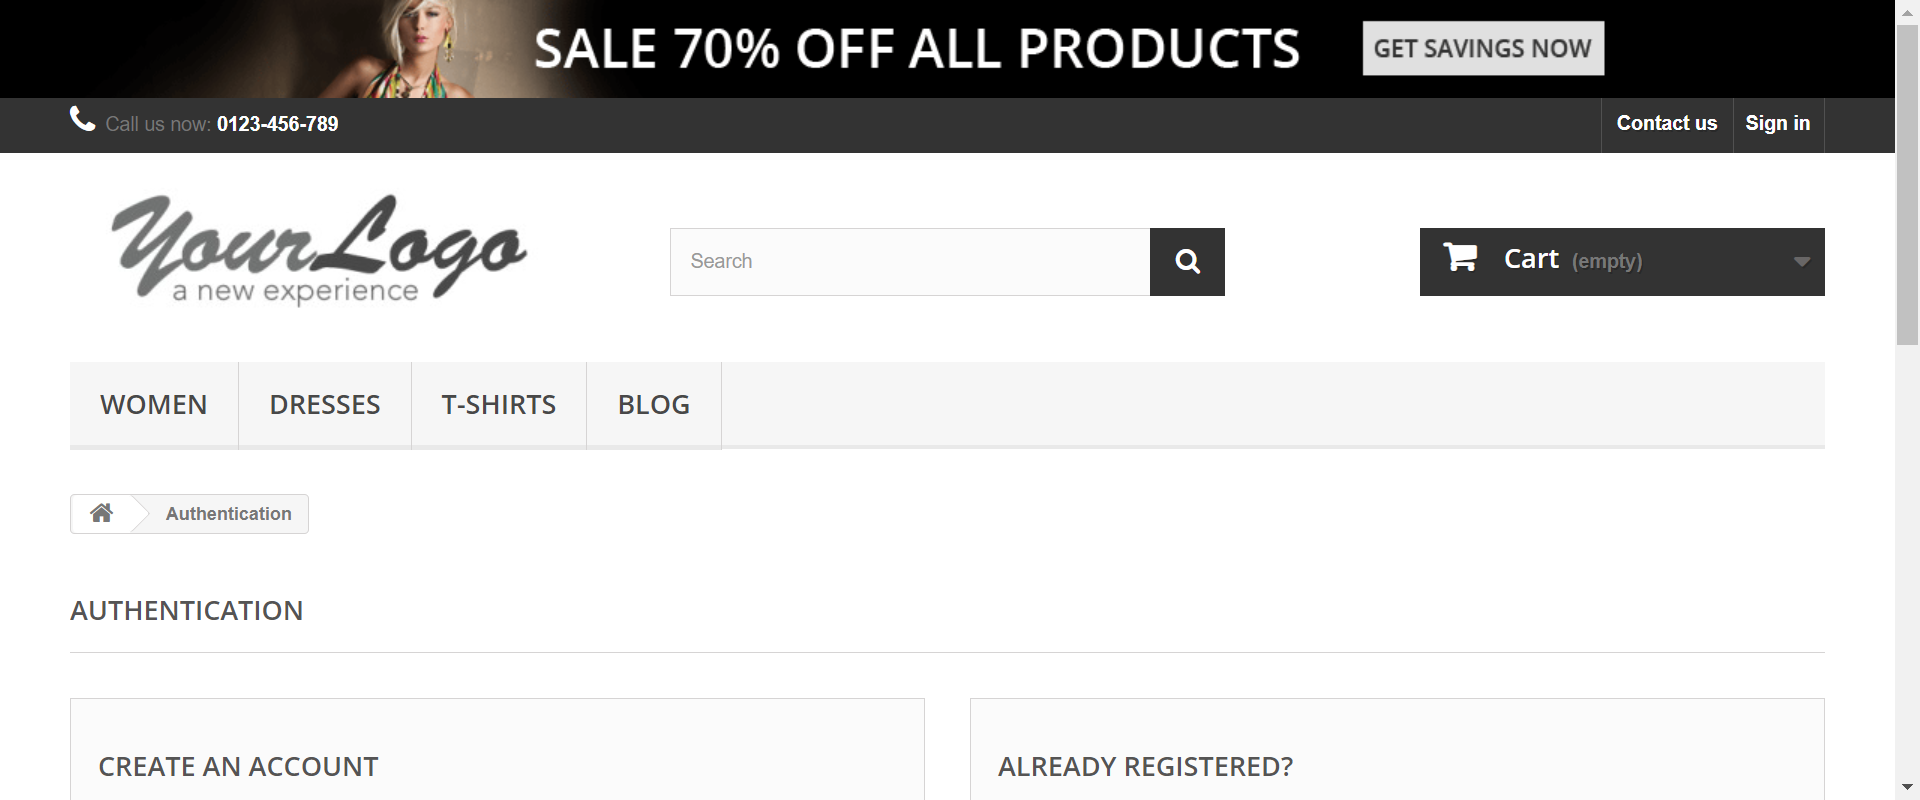 SALE 70% OFF ALL PRODUCTS GET SAVINGS NOW
Call us now: 0123-456-789 Contact us Sign in
YourLogo
a new experience
Search
Cart (empty)
WOMEN DRESSES T-SHIRTS BLOG
Authentication
AUTHENTICATION
CREATE AN ACCOUNT
ALREADY REGISTERED?